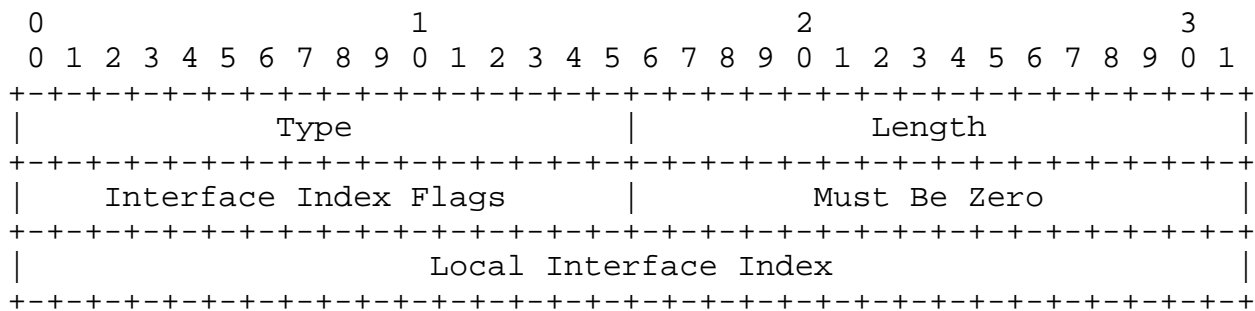 0                   1                   2                   3
 0 1 2 3 4 5 6 7 8 9 0 1 2 3 4 5 6 7 8 9 0 1 2 3 4 5 6 7 8 9 0 1
+-+-+-+-+-+-+-+-+-+-+-+-+-+-+-+-+-+-+-+-+-+-+-+-+-+-+-+-+-+-+-+-+
|             Type              |            Length             |
+-+-+-+-+-+-+-+-+-+-+-+-+-+-+-+-+-+-+-+-+-+-+-+-+-+-+-+-+-+-+-+-+
|    Interface Index Flags      |         Must Be Zero          |
+-+-+-+-+-+-+-+-+-+-+-+-+-+-+-+-+-+-+-+-+-+-+-+-+-+-+-+-+-+-+-+-+
|                     Local Interface Index                     |
+-+-+-+-+-+-+-+-+-+-+-+-+-+-+-+-+-+-+-+-+-+-+-+-+-+-+-+-+-+-+-+-+